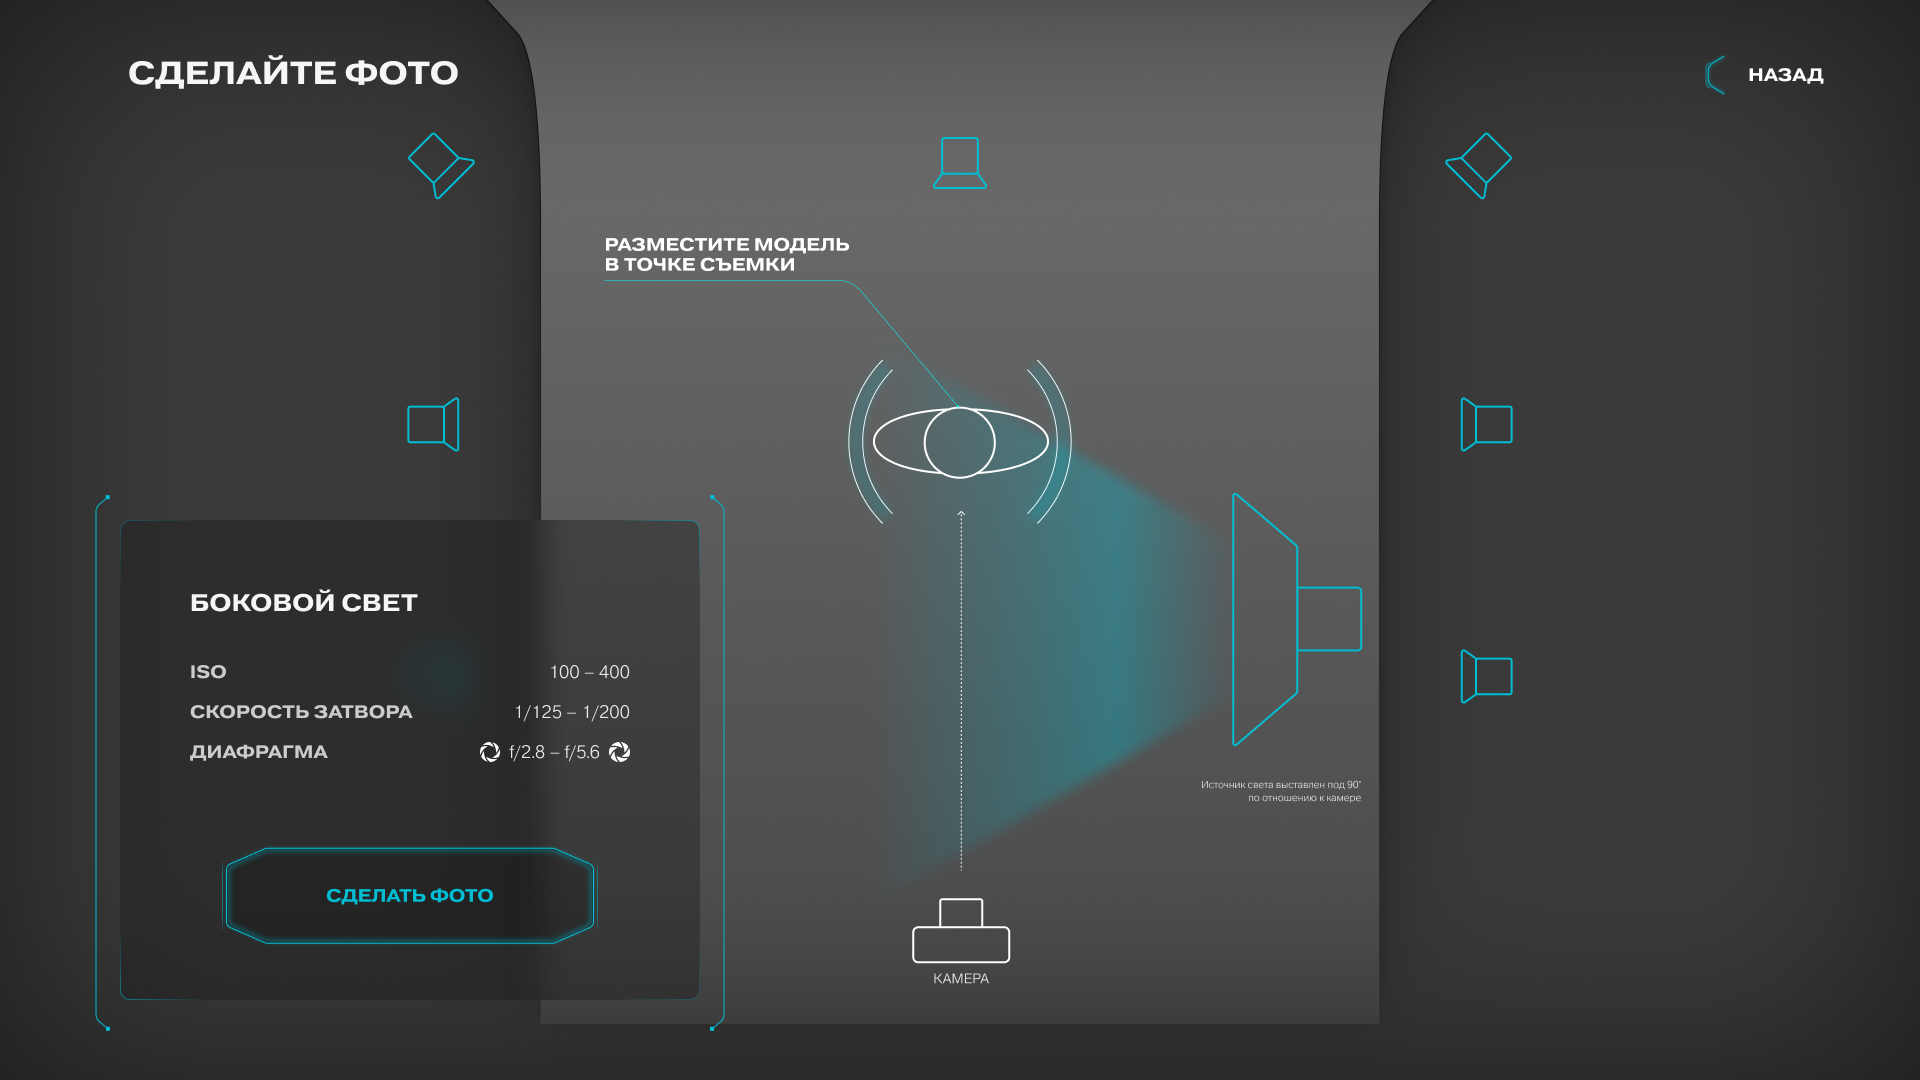 СДЕЛАЙТЕ ФОТО
НАЗАД
РАЗМЕСТИТЕ МОДЕЛЬ
В ТОЧКЕ СЪЕМКИ
БОКОВОЙ СВЕТ
ISO 100 – 400
СКОРОСТЬ ЗАТВОРА 1/125 – 1/200
ДИАФРАГМА f/2.8 – f/5.6
СДЕЛАТЬ ФОТО
Источник света выставлен под 90°
по отношению к камере
КАМЕРА